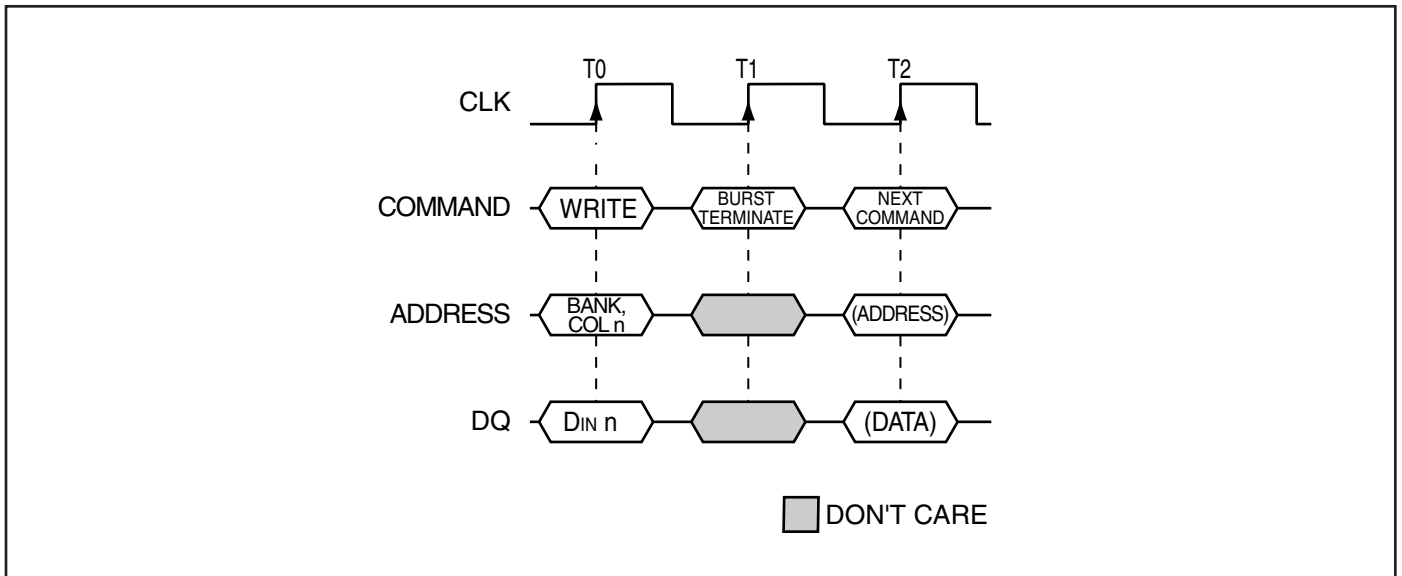 T0 T1 T2
CLK
COMMAND WRITE BURST TERMINATE NEXT COMMAND
ADDRESS BANK, COL n (ADDRESS)
DQ DIN n (DATA)
DON'T CARE